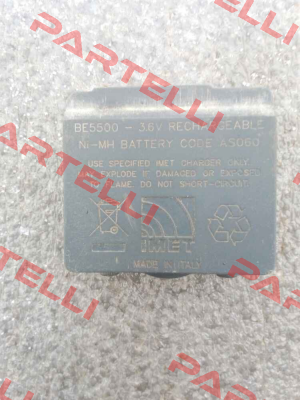 PARTELLI
BE5500 - 3.6V RECHARGEABLE
Ni-MH BATTERY CODE AS060
USE SPECIFIED IMET CHARGER ONLY.
MAY EXPLODE IF DAMAGED OR EXPOSED
FLAME DO NOT SHORT-CIRCUIT
IMET
MADE IN ITALY
PARTELLI
PARTELLI